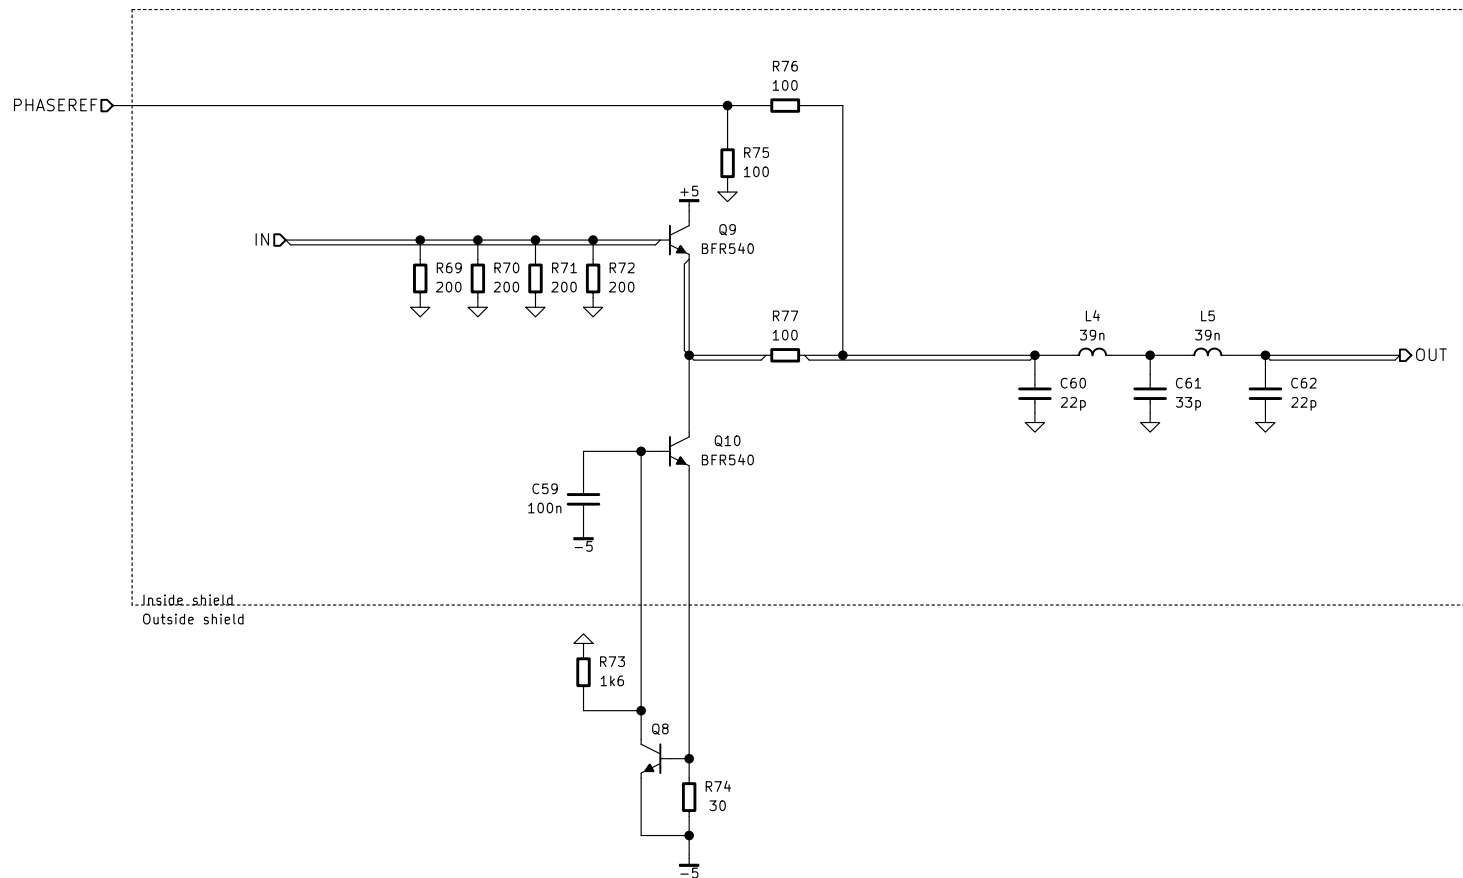 R76
100
PHASEREF
R75
100
+5
Q9
BFR540
IN
R69
200
R70
200
R71
200
R72
200
R77
100
L4
39n
L5
39n
OUT
C60
22p
C61
33p
C62
22p
Q10
BFR540
C59
100n
-5
Inside shield
Outside shield
R73
1k6
Q8
R74
30
-5